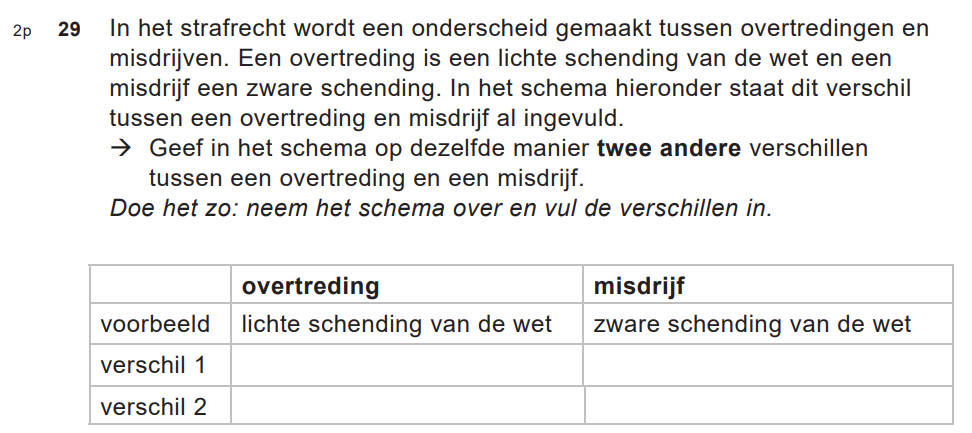 2p 29 In het strafrecht wordt een onderscheid gemaakt tussen overtredingen en
misdrijven. Een overtreding is een lichte schending van de wet en een
misdrijf een zware schending. In het schema hieronder staat dit verschil
tussen een overtreding en misdrijf al ingevuld.
→ Geef in het schema op dezelfde manier twee andere verschillen
tussen een overtreding en een misdrijf.
Doe het zo: neem het schema over en vul de verschillen in.
overtreding misdrijf
voorbeeld lichte schending van de wet zware schending van de wet
verschil 1
verschil 2